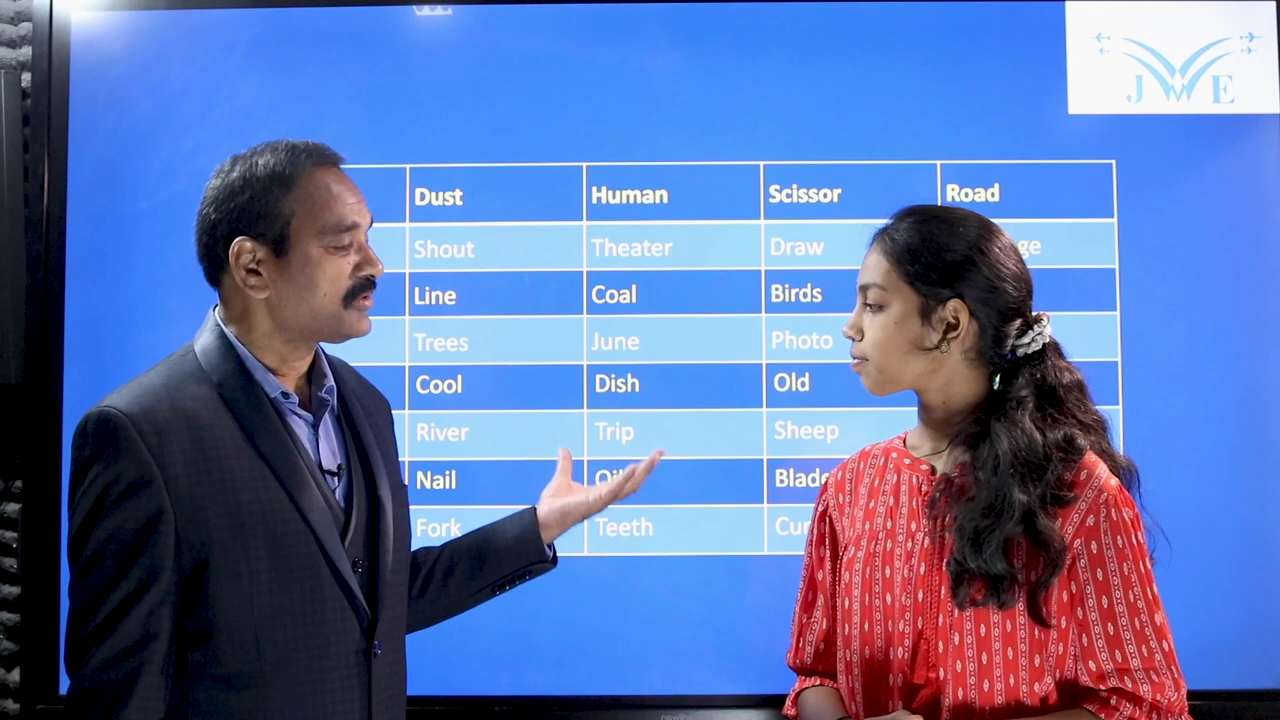 JWE
Dust Human Scissor Road
Shout Theater Draw
Line Coal Birds
Trees June Photo
Cool Dish Old
River Trip Sheep
Nail
Fork Teeth